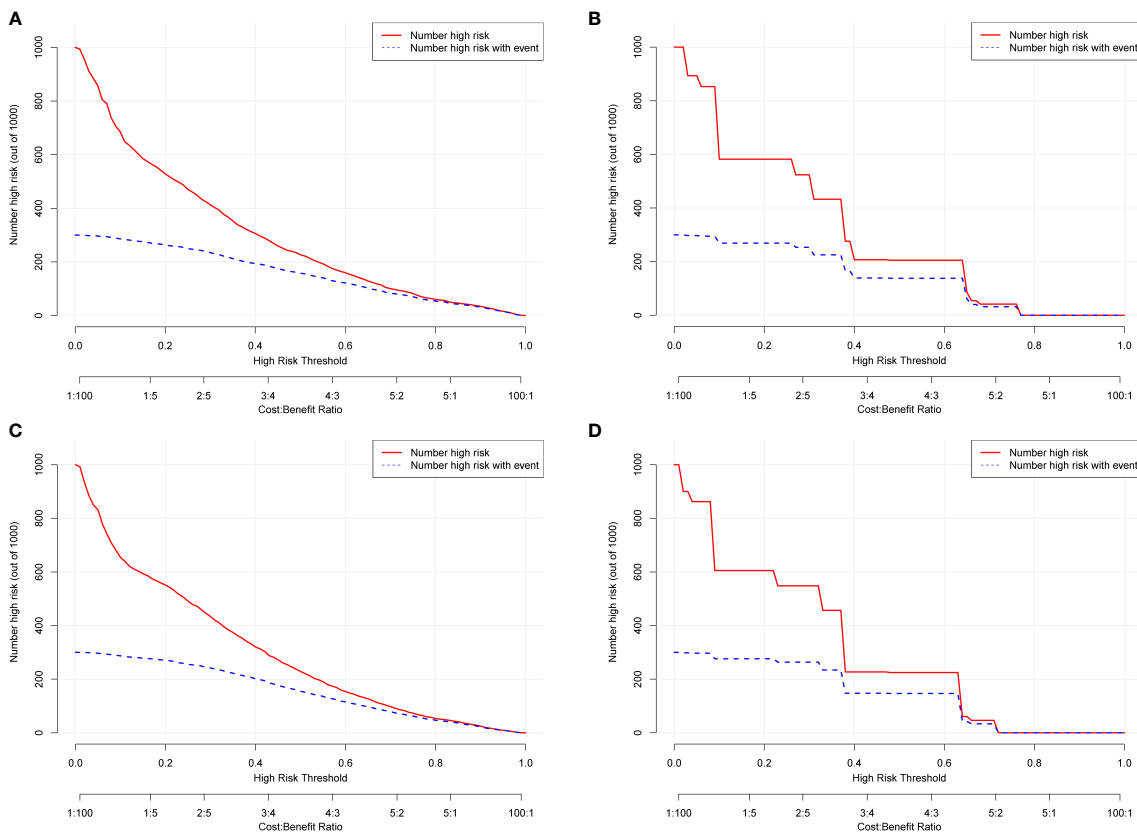 A
Number high risk
Number high risk with event
Number high risk (out of 1000)
0 200 400 600 800 1000
0.0 0.2 0.4 0.6 0.8 1.0
High Risk Threshold
1:100 1:5 2:5 3:4 4:3 5:2 5:1 100:1
Cost:Benefit Ratio
B
Number high risk
Number high risk with event
Number high risk (out of 1000)
0 200 400 600 800 1000
0.0 0.2 0.4 0.6 0.8 1.0
High Risk Threshold
1:100 1:5 2:5 3:4 4:3 5:2 5:1 100:1
Cost:Benefit Ratio
C
Number high risk
Number high risk with event
Number high risk (out of 1000)
0 200 400 600 800 1000
0.0 0.2 0.4 0.6 0.8 1.0
High Risk Threshold
1:100 1:5 2:5 3:4 4:3 5:2 5:1 100:1
Cost:Benefit Ratio
D
Number high risk
Number high risk with event
Number high risk (out of 1000)
0 200 400 600 800 1000
0.0 0.2 0.4 0.6 0.8 1.0
High Risk Threshold
1:100 1:5 2:5 3:4 4:3 5:2 5:1 100:1
Cost:Benefit Ratio